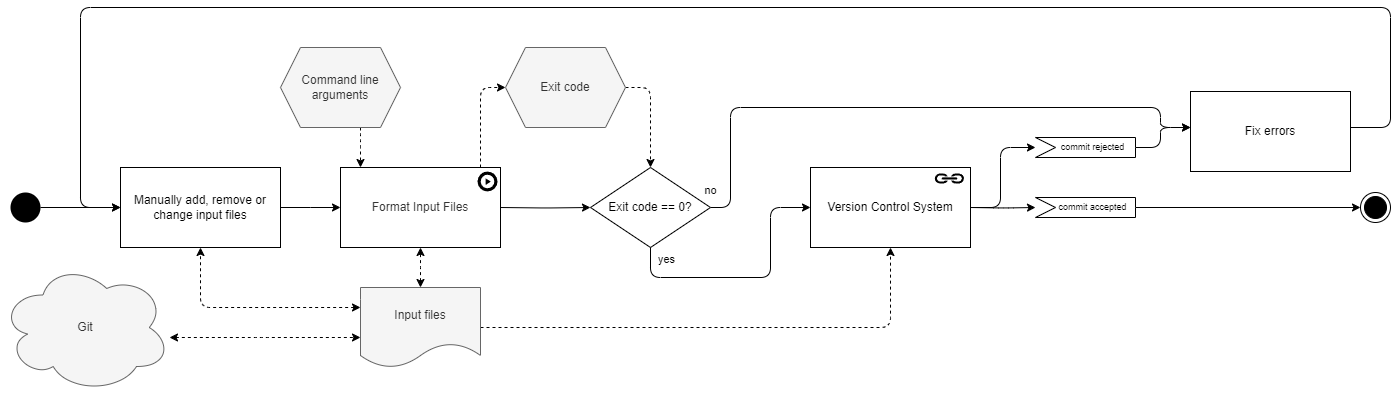 Command line
arguments
Exit code
Fix errors
commit rejected
no
Manually add, remove or
change input files
Format Input Files
Exit code == 0?
Version Control System
commit accepted
yes
Input files
Git